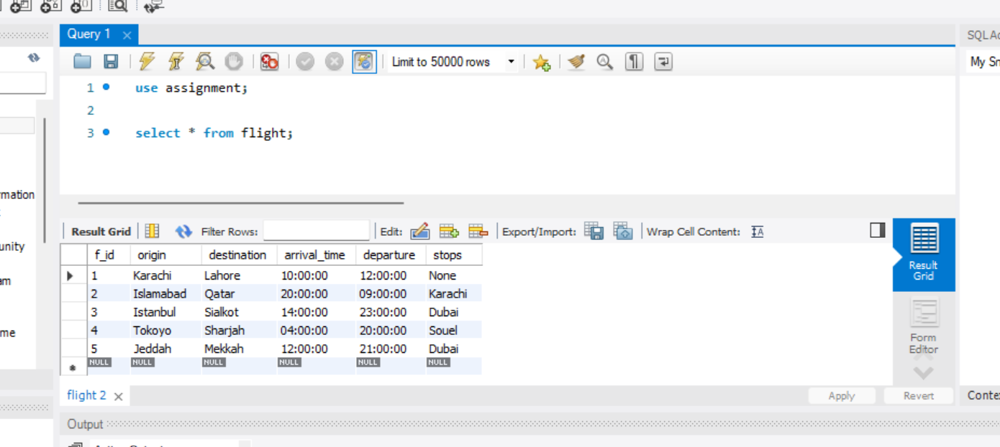 Query 1
SQL Ac
Limit to 50000 rows
My Sn
1 use assignment;
2
3 select * from flight;
rmation
unity
am
me
Result Grid Filter Rows: Edit: Export/Import: Wrap Cell Content:
f_id origin destination arrival_time departure stops
1 Karachi Lahore 10:00:00 12:00:00 None
2 Islamabad Qatar 20:00:00 09:00:00 Karachi
3 Istanbul Sialkot 14:00:00 23:00:00 Dubai
4 Tokoyo Sharjah 04:00:00 20:00:00 Souel
5 Jeddah Mekkah 12:00:00 21:00:00 Dubai
NULL NULL NULL NULL NULL NULL
Result
Grid
Form
Editor
flight 2
Apply Revert
Contex
Output